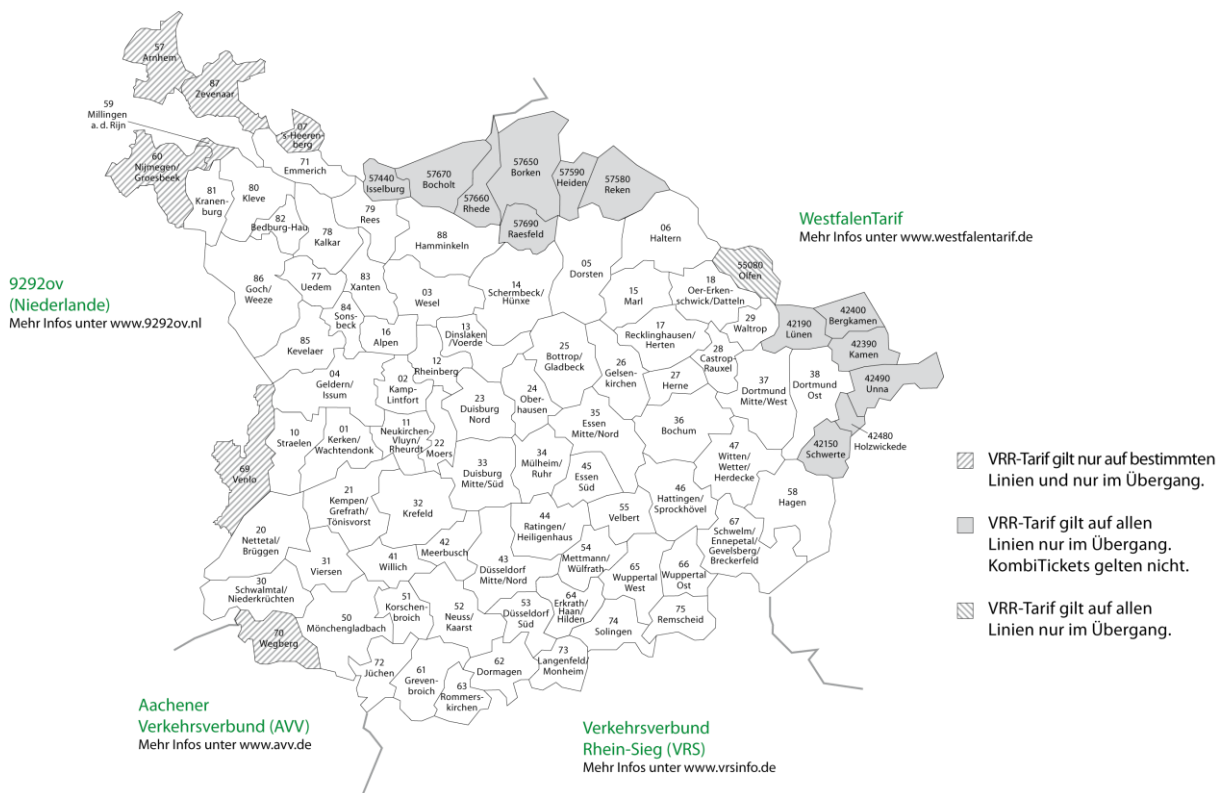 57
Arnhem
87
Zevenaar
59
Millingen
a. d. Rijn
07
's-Heeren-
berg
60
Nijmegen/
Groesbeek
71
Emmerich
57440
Isselburg
57670
Bocholt
57650
Borken
57590
Heiden
57580
Reken
57660
Rhede
57690
Raesfeld
81
Kranen-
burg
80
Kleve
82
Bedburg-Hau
79
Rees
78
Kalkar
88
Hamminkeln
06
Haltern
WestfalenTarif
Mehr Infos unter www.westfalentarif.de
55080
Olfen
05
Dorsten
9292ov
(Niederlande)
Mehr Infos unter www.9292ov.nl
86
Goch/
Weeze
77
Uedem
83
Xanten
03
Wesel
14
Schermbeck/
Hünxe
15
Marl
18
Oer-Erken-
schwick/Datteln
29
Waltrop
42190
Lünen
42400
Bergkamen
42390
Kamen
42490
Unna
42480
Holzwickede
42150
Schwerte
84
Sons-
beck
16
Alpen
13
Dinslaken
/Voerde
17
Recklinghausen/
Herten
28
Castrop-
Rauxel
85
Kevelaer
12
Rheinberg
25
Bottrop/
Gladbeck
26
Gelsen-
kirchen
27
Herne
37
Dortmund
Mitte/West
38
Dortmund
Ost
04
Geldern/
Issum
02
Kamp-
Lintfort
23
Duisburg
Nord
24
Ober-
hausen
35
Essen
Mitte/Nord
36
Bochum
10
Straelen
01
Kerken/
Wachtendonk
11
Neukirchen-
Vluyn/
Rheurdt
22
Moers
69
Venlo
33
Duisburg
Mitte/Süd
34
Mülheim/
Ruhr
45
Essen
Süd
47
Witten/
Wetter/
Herdecke
46
Hattingen/
Sprockhövel
58
Hagen
21
Kempen/
Grefrath/
Tönisvorst
32
Krefeld
44
Ratingen/
Heiligenhaus
55
Velbert
67
Schwelm/
Ennepetal/
Gevelsberg/
Breckerfeld
20
Nettetal/
Brüggen
31
Viersen
41
Willich
42
Meerbusch
43
Düsseldorf
Mitte/Nord
54
Mettmann/
Wülfrath
65
Wuppertal
West
66
Wuppertal
Ost
30
Schwalmtal/
Niederkrüchten
50
Mönchengladbach
51
Korschen-
broich
52
Neuss/
Kaarst
53
Düsseldorf
Süd
64
Erkrath/
Haan/
Hilden
74
Solingen
75
Remscheid
70
Wegberg
72
Jüchen
61
Greven-
broich
63
Rommers-
kirchen
62
Dormagen
73
Langenfeld/
Monheim
VRR-Tarif gilt nur auf bestimmten
Linien und nur im Übergang.
VRR-Tarif gilt auf allen
Linien nur im Übergang.
KombiTickets gelten nicht.
VRR-Tarif gilt auf allen
Linien nur im Übergang.
Aachener
Verkehrsverbund (AVV)
Mehr Infos unter www.avv.de
Verkehrsverbund
Rhein-Sieg (VRS)
Mehr Infos unter www.vrsinfo.de